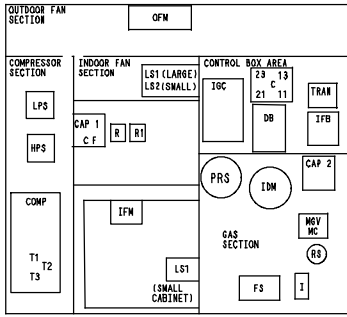 OUTDOOR FAN
SECTION
OFM
COMPRESSOR
SECTION
LPS
HPS
COMP
T1
T2
T3
INDOOR FAN
SECTION
LS1 (LARGE)
LS2 (SMALL)
CAP 1
C F
R
R1
IFM
LS1
(SMALL
CABINET)
CONTROL BOX AREA
IGC
23 13
C
21 11
TRAN
DB
IFB
PRS
IDM
CAP 2
GAS
SECTION
MGV
MC
RS
FS
I